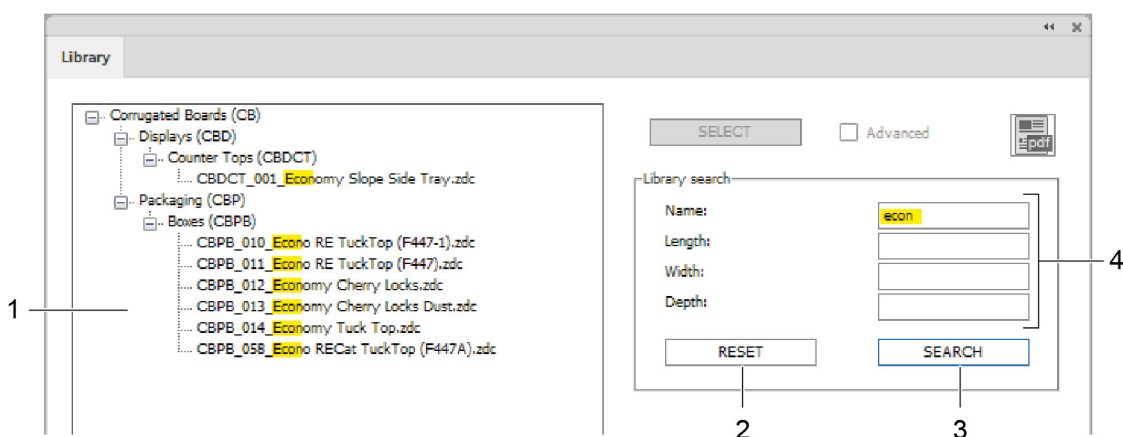 Library
Corrugated Boards (CB)
Displays (CBD)
Counter Tops (CBDCT)
CBDCT_001_Economy Slope Side Tray.zdc
Packaging (CBP)
Boxes (CBPB)
CBPB_010_Econo RE TuckTop (F447-1).zdc
CBPB_011_Econo RE TuckTop (F447).zdc
CBPB_012_Economy Cherry Locks.zdc
CBPB_013_Economy Cherry Locks Dust.zdc
CBPB_014_Economy Tuck Top.zdc
CBPB_058_Econo RECat TuckTop (F447A).zdc
1
SELECT
Advanced
pdf
Library search
Name:
econ
Length:
Width:
Depth:
4
RESET
SEARCH
2
3